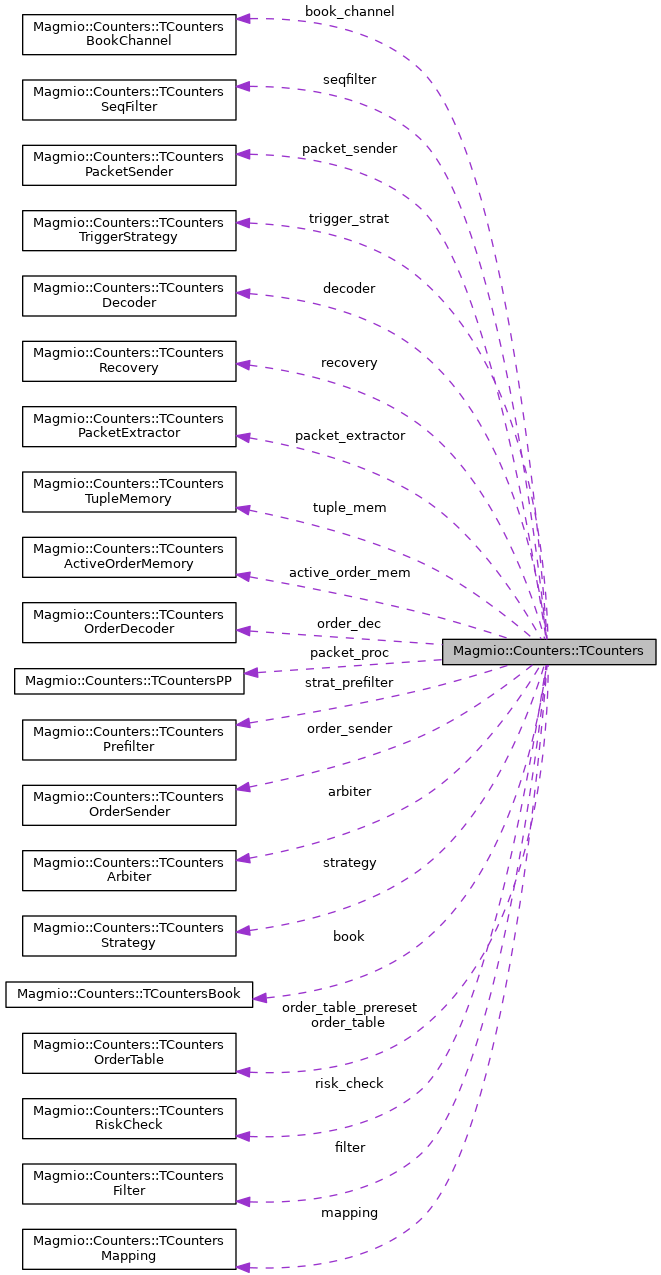 book_channel
Magmio::Counters::TCounters
BookChannel
seqfilter
Magmio::Counters::TCounters
SeqFilter
packet_sender
Magmio::Counters::TCounters
PacketSender
trigger_strat
Magmio::Counters::TCounters
TriggerStrategy
decoder
Magmio::Counters::TCounters
Decoder
recovery
Magmio::Counters::TCounters
Recovery
packet_extractor
Magmio::Counters::TCounters
PacketExtractor
tuple_mem
Magmio::Counters::TCounters
TupleMemory
active_order_mem
Magmio::Counters::TCounters
ActiveOrderMemory
order_dec
Magmio::Counters::TCounters
OrderDecoder
Magmio::Counters::TCounters
packet_proc
Magmio::Counters::TCountersPP
strat_prefilter
Magmio::Counters::TCounters
Prefilter
order_sender
Magmio::Counters::TCounters
OrderSender
arbiter
Magmio::Counters::TCounters
Arbiter
strategy
Magmio::Counters::TCounters
Strategy
book
Magmio::Counters::TCountersBook
order_table_prereset
order_table
Magmio::Counters::TCounters
OrderTable
risk_check
Magmio::Counters::TCounters
RiskCheck
filter
Magmio::Counters::TCounters
Filter
mapping
Magmio::Counters::TCounters
Mapping